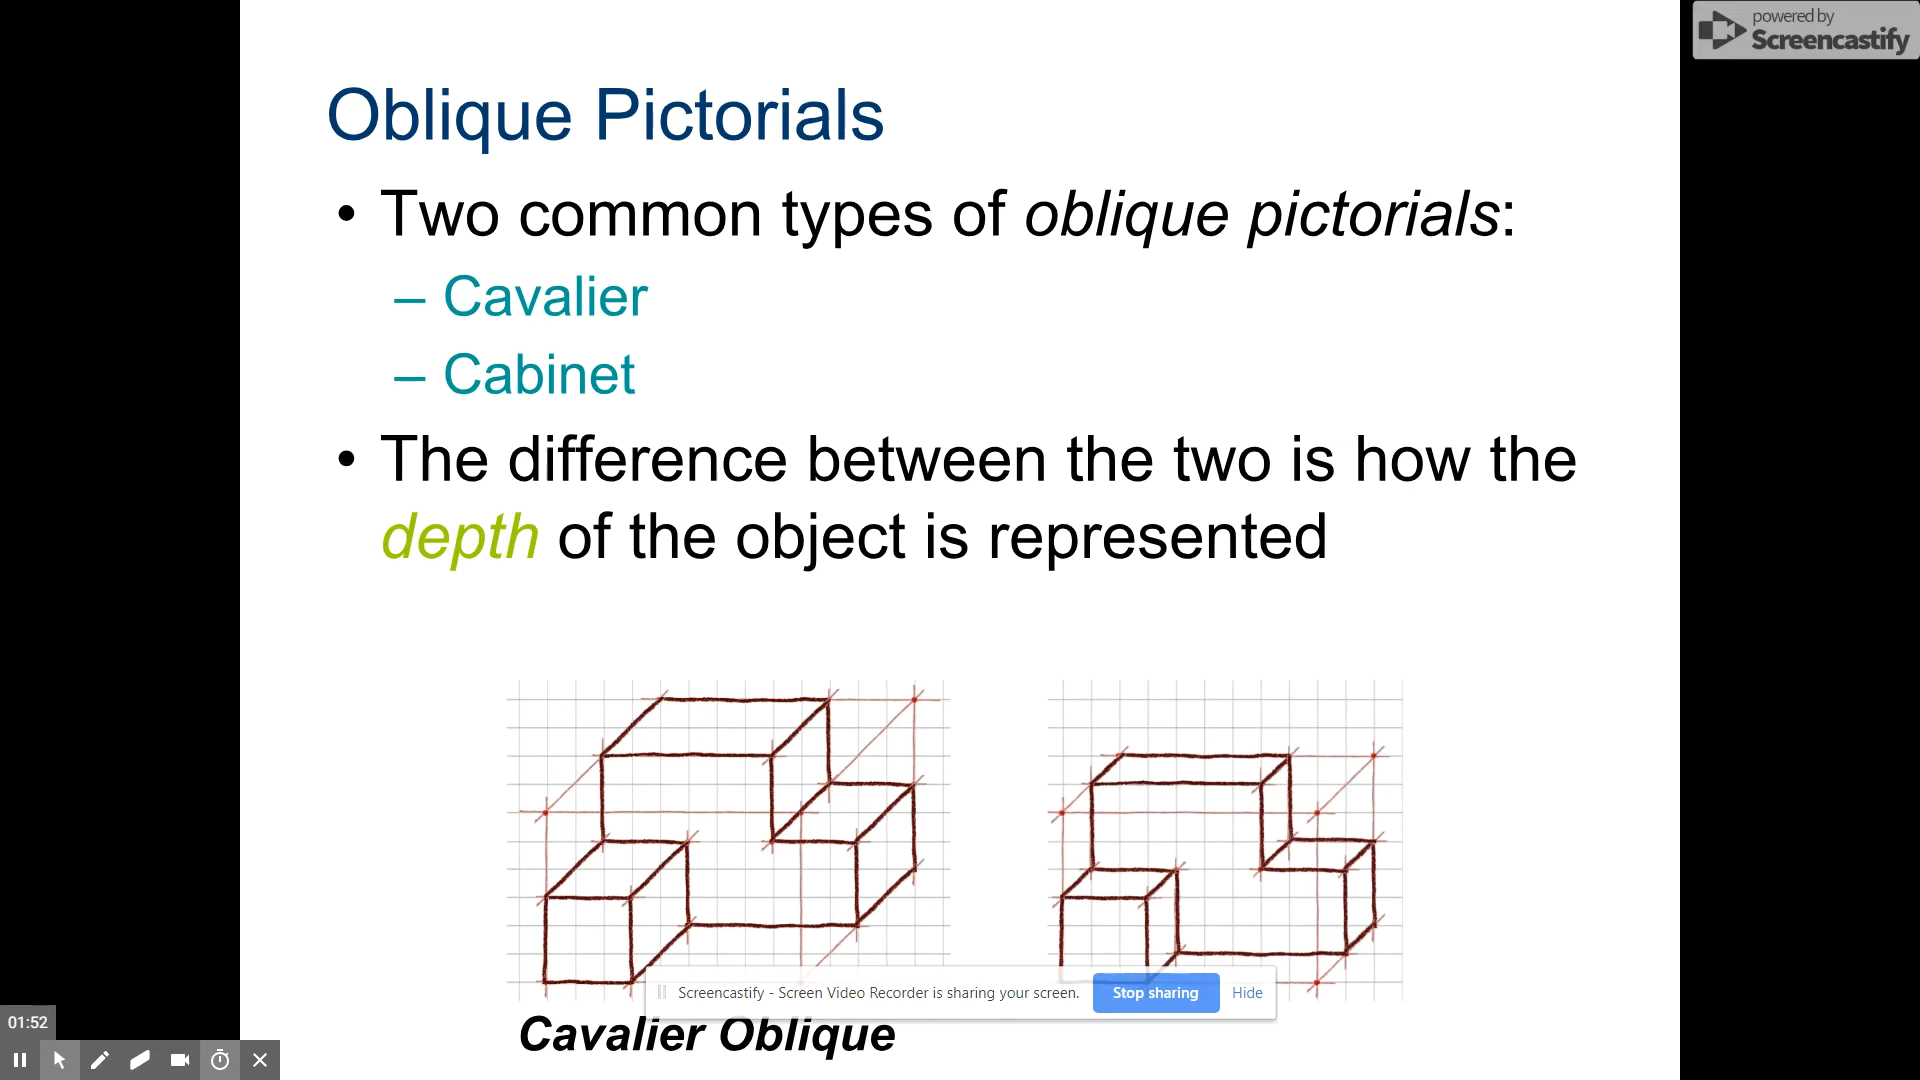 powered by
Screencastify
Oblique Pictorials
• Two common types of oblique pictorials:
– Cavalier
– Cabinet
• The difference between the two is how the
depth of the object is represented
Screencastify - Screen Video Recorder is sharing your screen.
Stop sharing
Hide
Cavalier Oblique
01:52